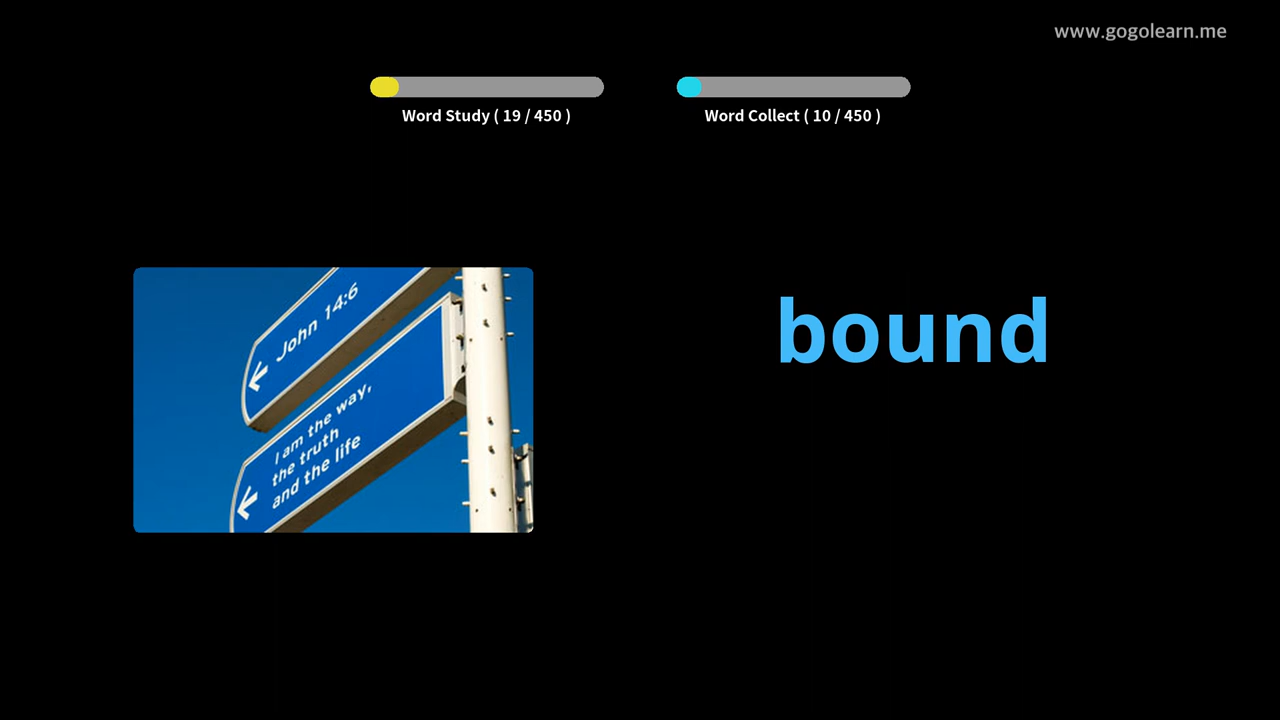 www.gogolearn.me
Word Study ( 19 / 450 )
Word Collect ( 10 / 450 )
John 14:6
I am the way,
the truth
and the life
bound